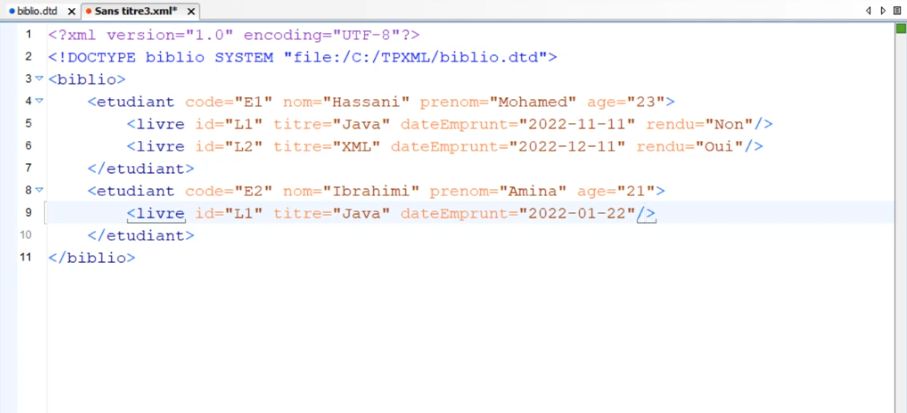 biblio.dtd Sans titre3.xml*
1 <?xml version="1.0" encoding="UTF-8"?>
2 <!DOCTYPE biblio SYSTEM "file:/C:/TPXML/biblio.dtd">
3 <biblio>
4 <etudiant code="E1" nom="Hassani" prenom="Mohamed" age="23">
5 <livre id="L1" titre="Java" dateEmprunt="2022-11-11" rendu="Non"/>
6 <livre id="L2" titre="XML" dateEmprunt="2022-12-11" rendu="Oui"/>
7 </etudiant>
8 <etudiant code="E2" nom="Ibrahimi" prenom="Amina" age="21">
9 <livre id="L1" titre="Java" dateEmprunt="2022-01-22"/>
10 </etudiant>
11 </biblio>